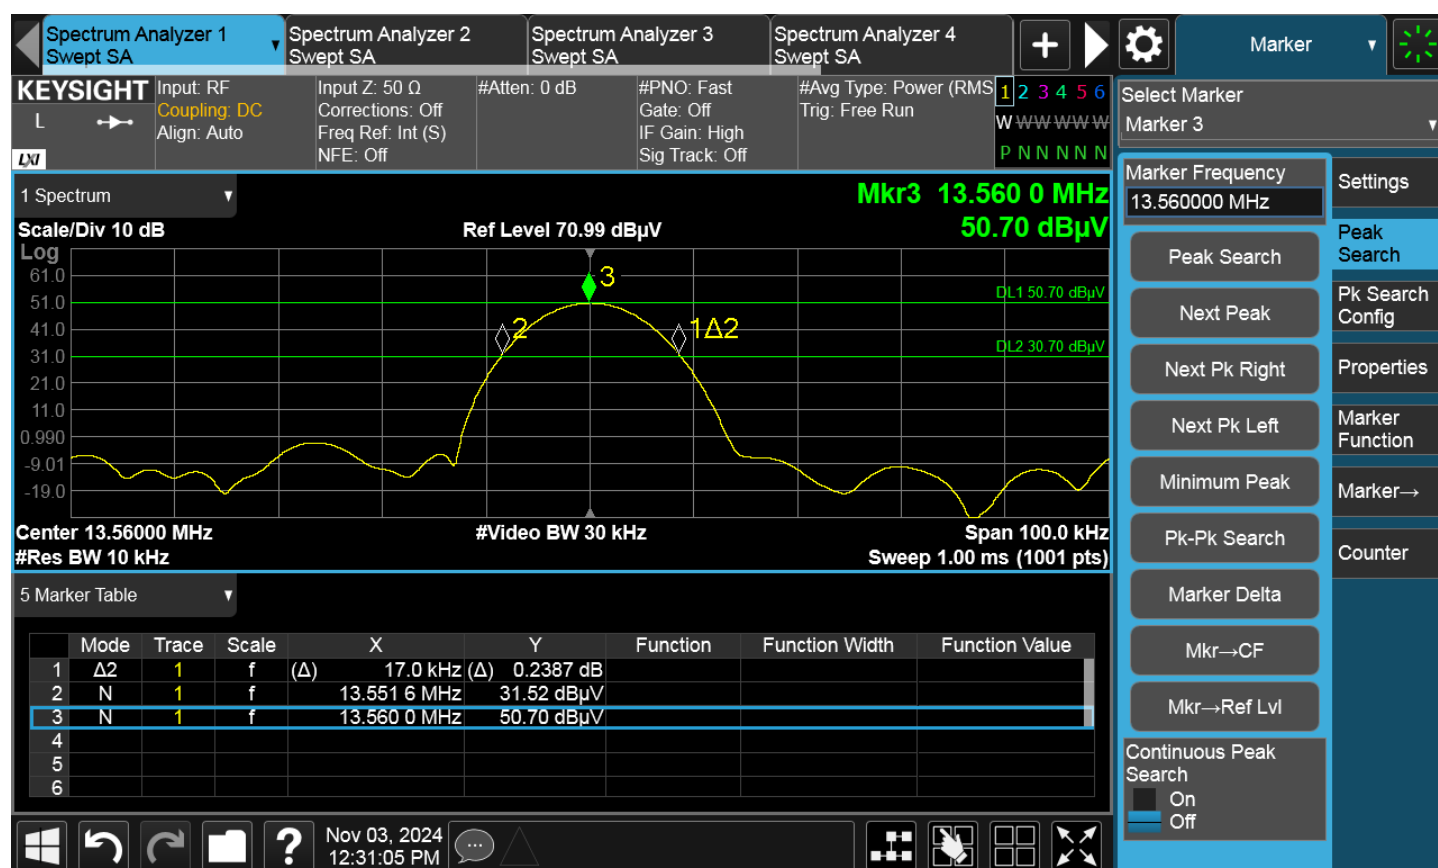 Spectrum Analyzer 1
Swept SA
Spectrum Analyzer 2
Swept SA
Spectrum Analyzer 3
Swept SA
Spectrum Analyzer 4
Swept SA
+
Marker
KEYSIGHT
L
LXI
Input: RF
Coupling: DC
Align: Auto
Input Z: 50 Ω
Corrections: Off
Freq Ref: Int (S)
NFE: Off
#Atten: 0 dB
#PNO: Fast
Gate: Off
IF Gain: High
Sig Track: Off
#Avg Type: Power (RMS
Trig: Free Run
1 2 3 4 5 6
W W W W W W
P N N N N N
Select Marker
Marker 3
1 Spectrum
Scale/Div 10 dB
Ref Level 70.99 dBµV
Mkr3 13.560 0 MHz
50.70 dBµV
Log
61.0
51.0
41.0
31.0
21.0
11.0
0.990
-9.01
-19.0
3
2
1Δ2
DL1 50.70 dBµV
DL2 30.70 dBµV
Center 13.56000 MHz
#Video BW 30 kHz
Span 100.0 kHz
#Res BW 10 kHz
Sweep 1.00 ms (1001 pts)
5 Marker Table
Mode Trace Scale X Y Function Function Width Function Value
1 Δ2 1 f (Δ) 17.0 kHz (Δ) 0.2387 dB
2 N 1 f 13.551 6 MHz 31.52 dBµV
3 N 1 f 13.560 0 MHz 50.70 dBµV
4
5
6
Marker Frequency
13.560000 MHz
Peak Search
Next Peak
Next Pk Right
Next Pk Left
Minimum Peak
Pk-Pk Search
Marker Delta
Mkr→CF
Mkr→Ref Lvl
Continuous Peak
Search
On
Off
Settings
Peak
Search
Pk Search
Config
Properties
Marker
Function
Marker→
Counter
?
Nov 03, 2024
12:31:05 PM